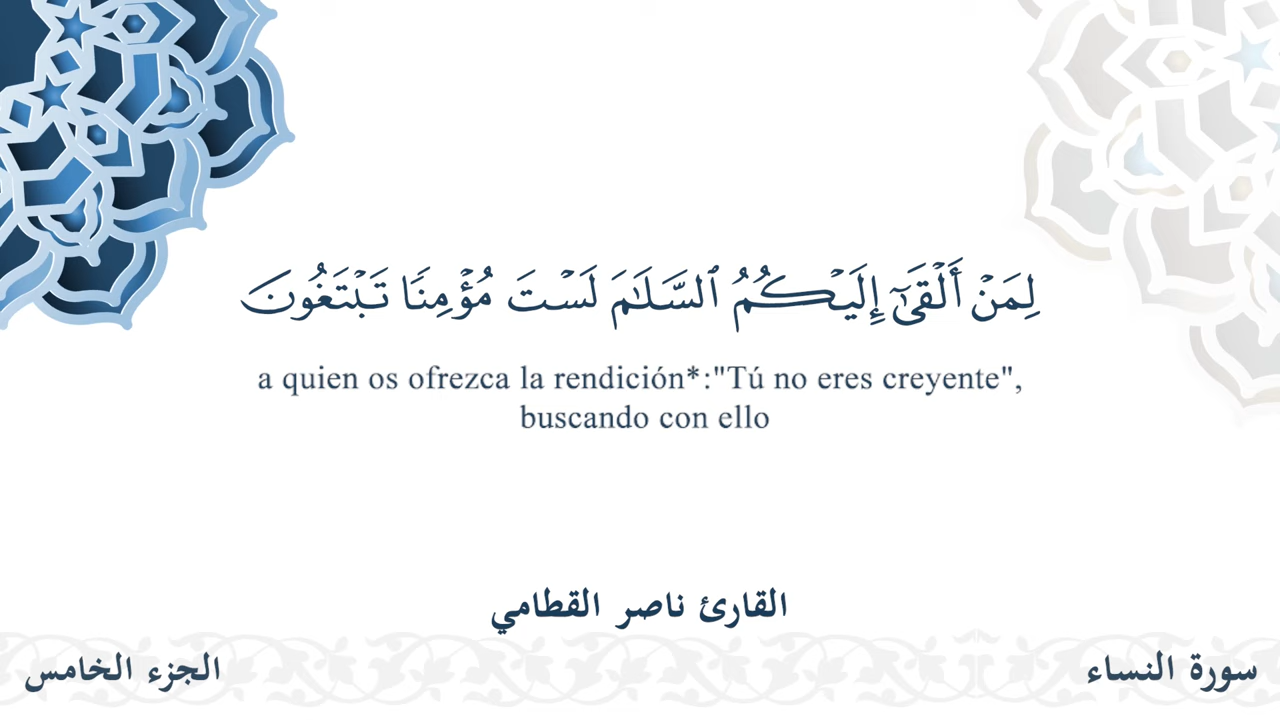 لِمَنۡ أَلۡقَىٰٓ إِلَيۡكُمُ ٱلسَّلَـٰمَ لَسۡتَ مُؤۡمِنࣰا تَبۡتَغُونَ
a quien os ofrezca la rendición*:"Tú no eres creyente",
buscando con ello
القارئ ناصر القطامي
سورة النساء
الجزء الخامس